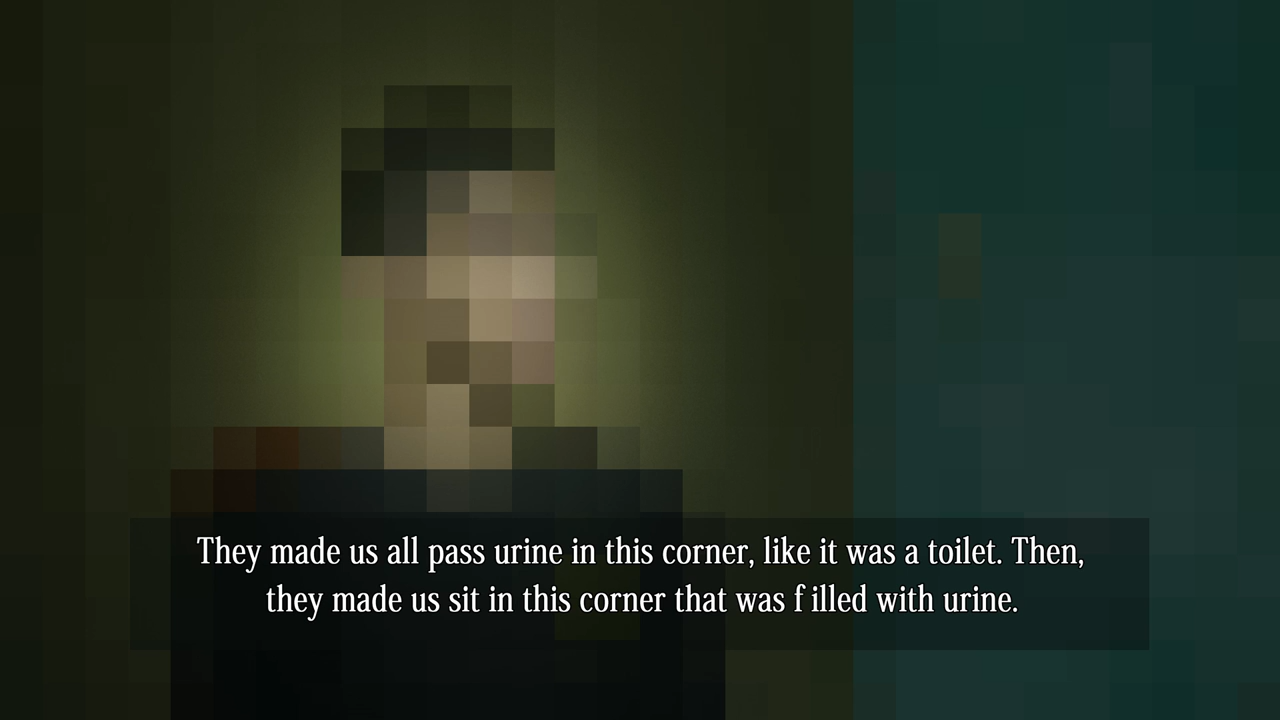 They made us all pass urine in this corner, like it was a toilet. Then,
they made us sit in this corner that was f illed with urine.